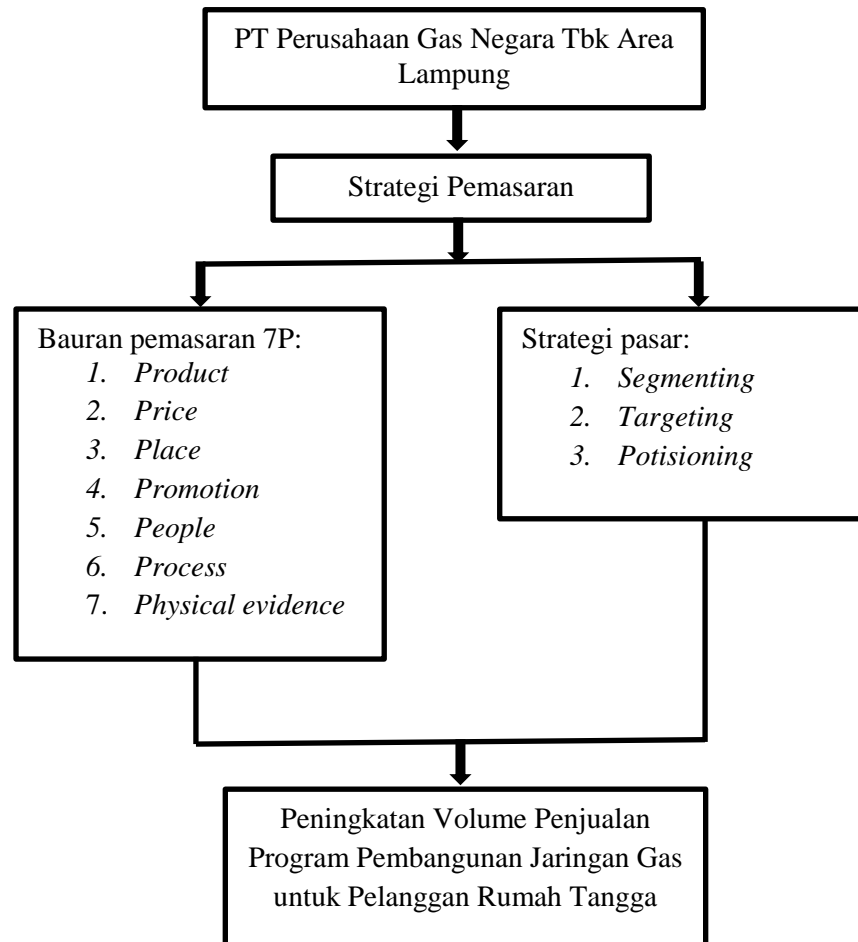 PT Perusahaan Gas Negara Tbk Area
Lampung
Strategi Pemasaran
Bauran pemasaran 7P:
1. Product
2. Price
3. Place
4. Promotion
5. People
6. Process
7. Physical evidence
Strategi pasar:
1. Segmenting
2. Targeting
3. Potisioning
Peningkatan Volume Penjualan
Program Pembangunan Jaringan Gas
untuk Pelanggan Rumah Tangga